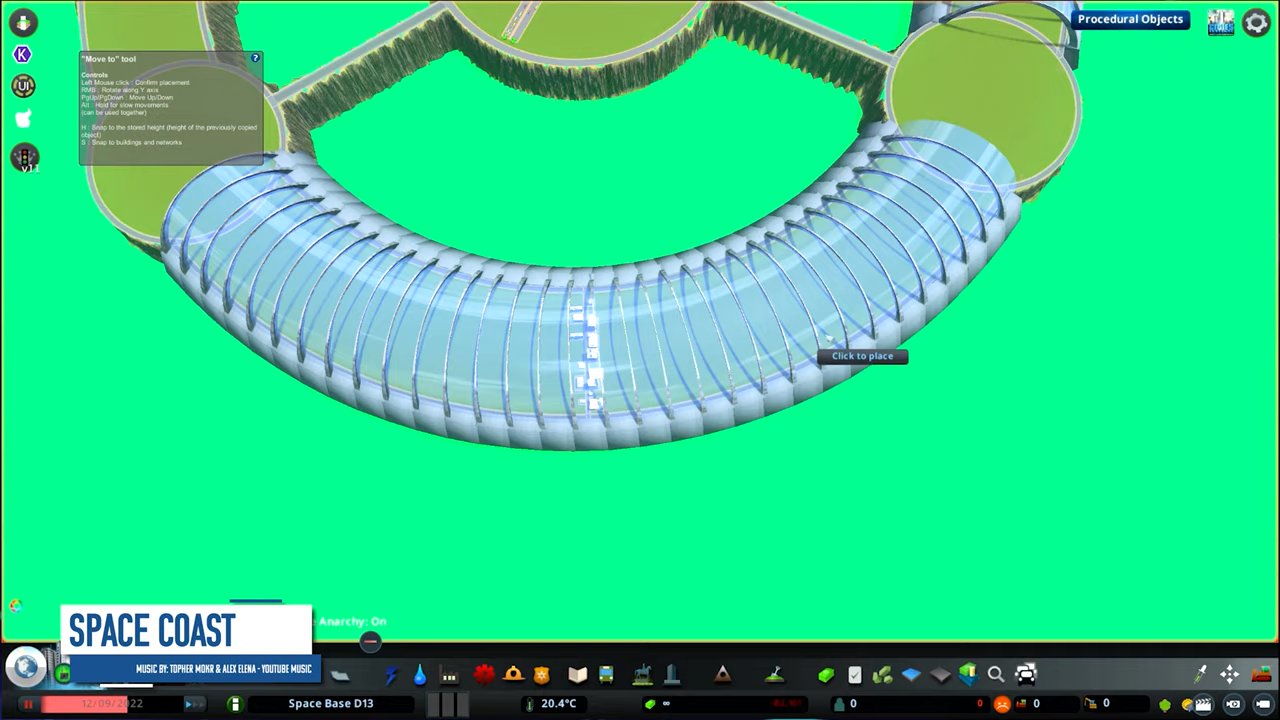 Procedural Objects
"Move to" tool
?
Controls
Left Mouse click : Confirm placement
RMB : Rotate along Y axis
PgUp/PgDown : Move Up/Down
Alt : Hold for slow movements
(can be used together)
H : Snap to the stored height (height of the previously copied
object)
S : Snap to buildings and networks
K
UI
v11
Click to place
Anarchy: On
SPACE COAST
MUSIC BY: TOPHER MOHR & ALEX ELENA - YOUTUBE MUSIC
12/09/2022
Space Base D13
20.4°C
∞
0
0
0
0